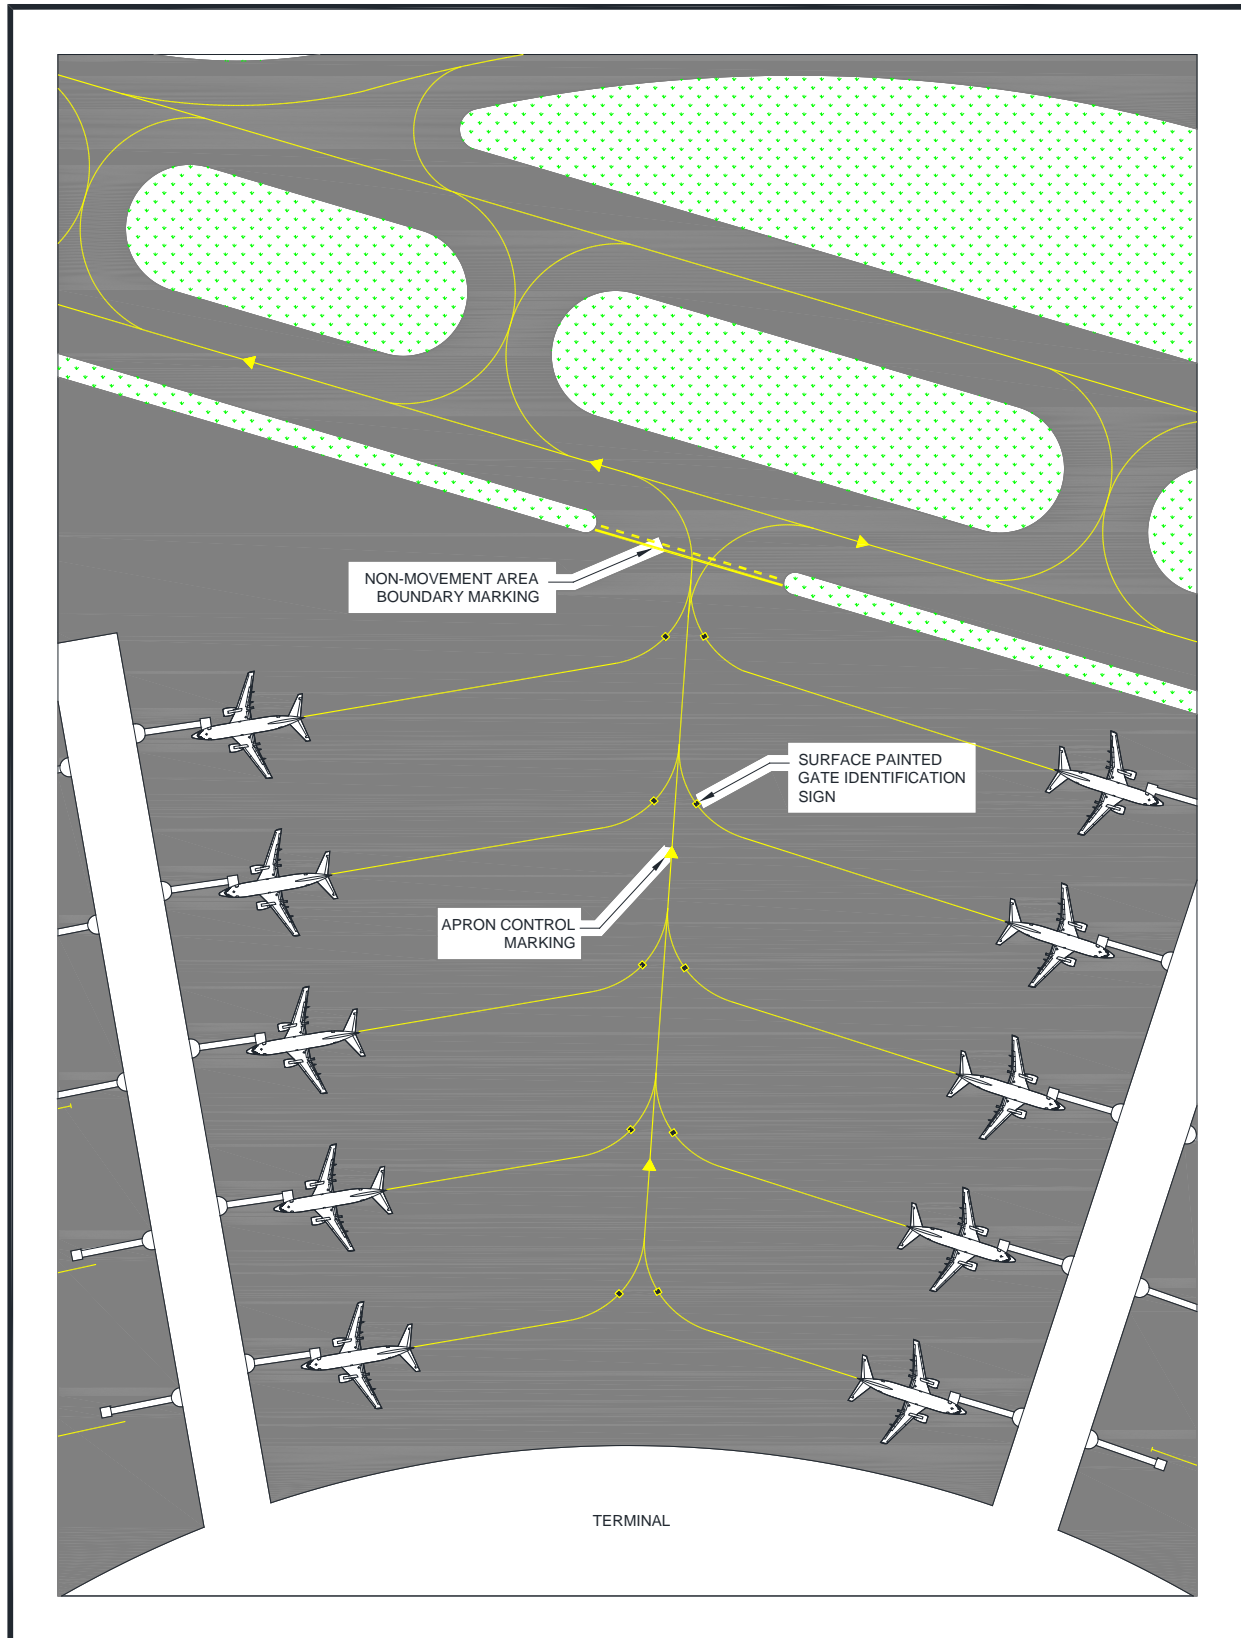 NON-MOVEMENT AREA
BOUNDARY MARKING
SURFACE PAINTED
GATE IDENTIFICATION
SIGN
APRON CONTROL
MARKING
TERMINAL